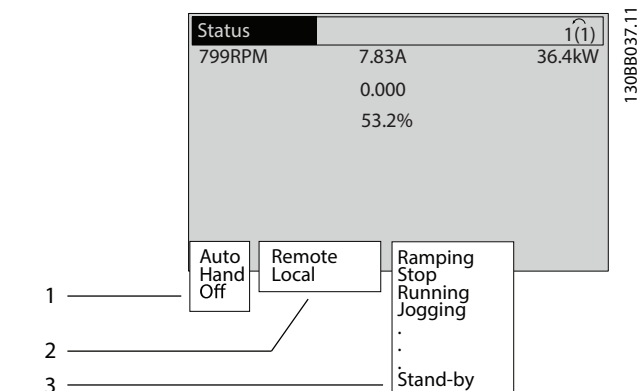 Status 1(1)
799RPM 7.83A 36.4kW
0.000
53.2%
Auto
Hand
Off
Remote
Local
Ramping
Stop
Running
Jogging
.
.
.
Stand-by
1
2
3
130BB037.11